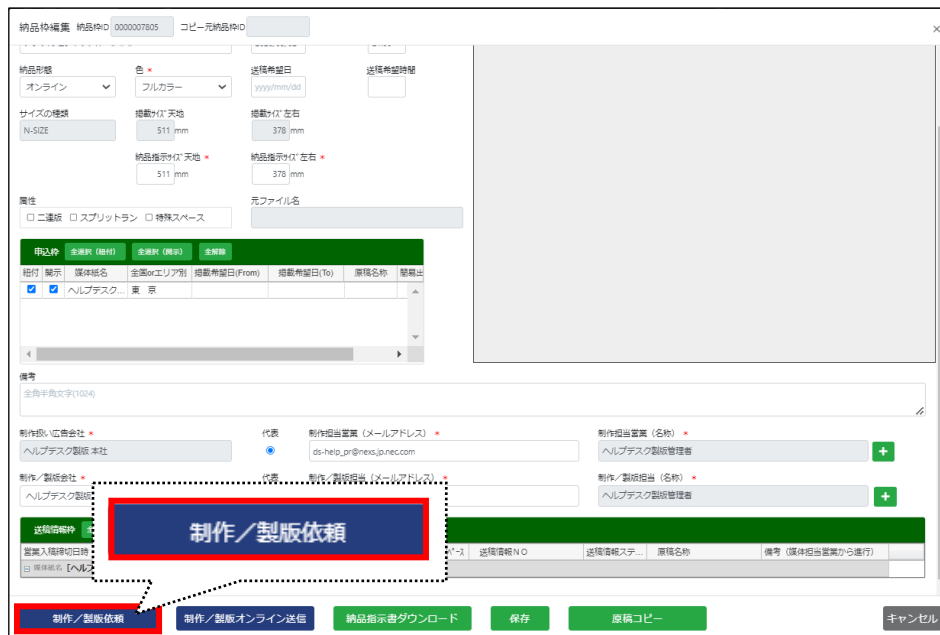 納品枠編集 納品枠ID 0000007805 コピー元納品枠ID ×
納品形態 色 * 送稿希望日 送稿希望時間
オンライン フルカラー yyyy/mm/dd
サイズの種類 掲載ｻｲｽﾞ天地 掲載ｻｲｽﾞ左右
N-SIZE 511 mm 378 mm
納品指示ｻｲｽﾞ天地 * 納品指示ｻｲｽﾞ左右 *
511 mm 378 mm
属性 元ファイル名
二連版 スプリットラン 特殊スペース
申込枠 全選択（紐付） 全選択（開示） 全解除
紐付 開示 媒体紙名 全国orエリア別 掲載希望日(From) 掲載希望日(To) 原稿名称 簡易出
ヘルプデスク... 東 京
備考
全角半角文字(1024)
制作扱い広告会社 * 代表 制作担当営業（メールアドレス） * 制作担当営業（名称） *
ヘルプデスク製版 本社 ds-help_pr@nexs.jp.nec.com ヘルプデスク製版管理者 +
制作／製版会社 * 代表 制作／製版担当（メールアドレス） * 制作／製版担当（名称） *
ヘルプデスク製版 ヘルプデスク製版管理者 +
制作／製版依頼
送稿情報枠
営業入稿締切日時 ﾍﾟｰｽ 送稿情報NO 送稿情報ステ... 原稿名称 備考（媒体担当営業から進行）
媒体紙名 【ヘルプ
制作／製版依頼 制作／製版オンライン送信 納品指示書ダウンロード 保存 原稿コピー キャンセル